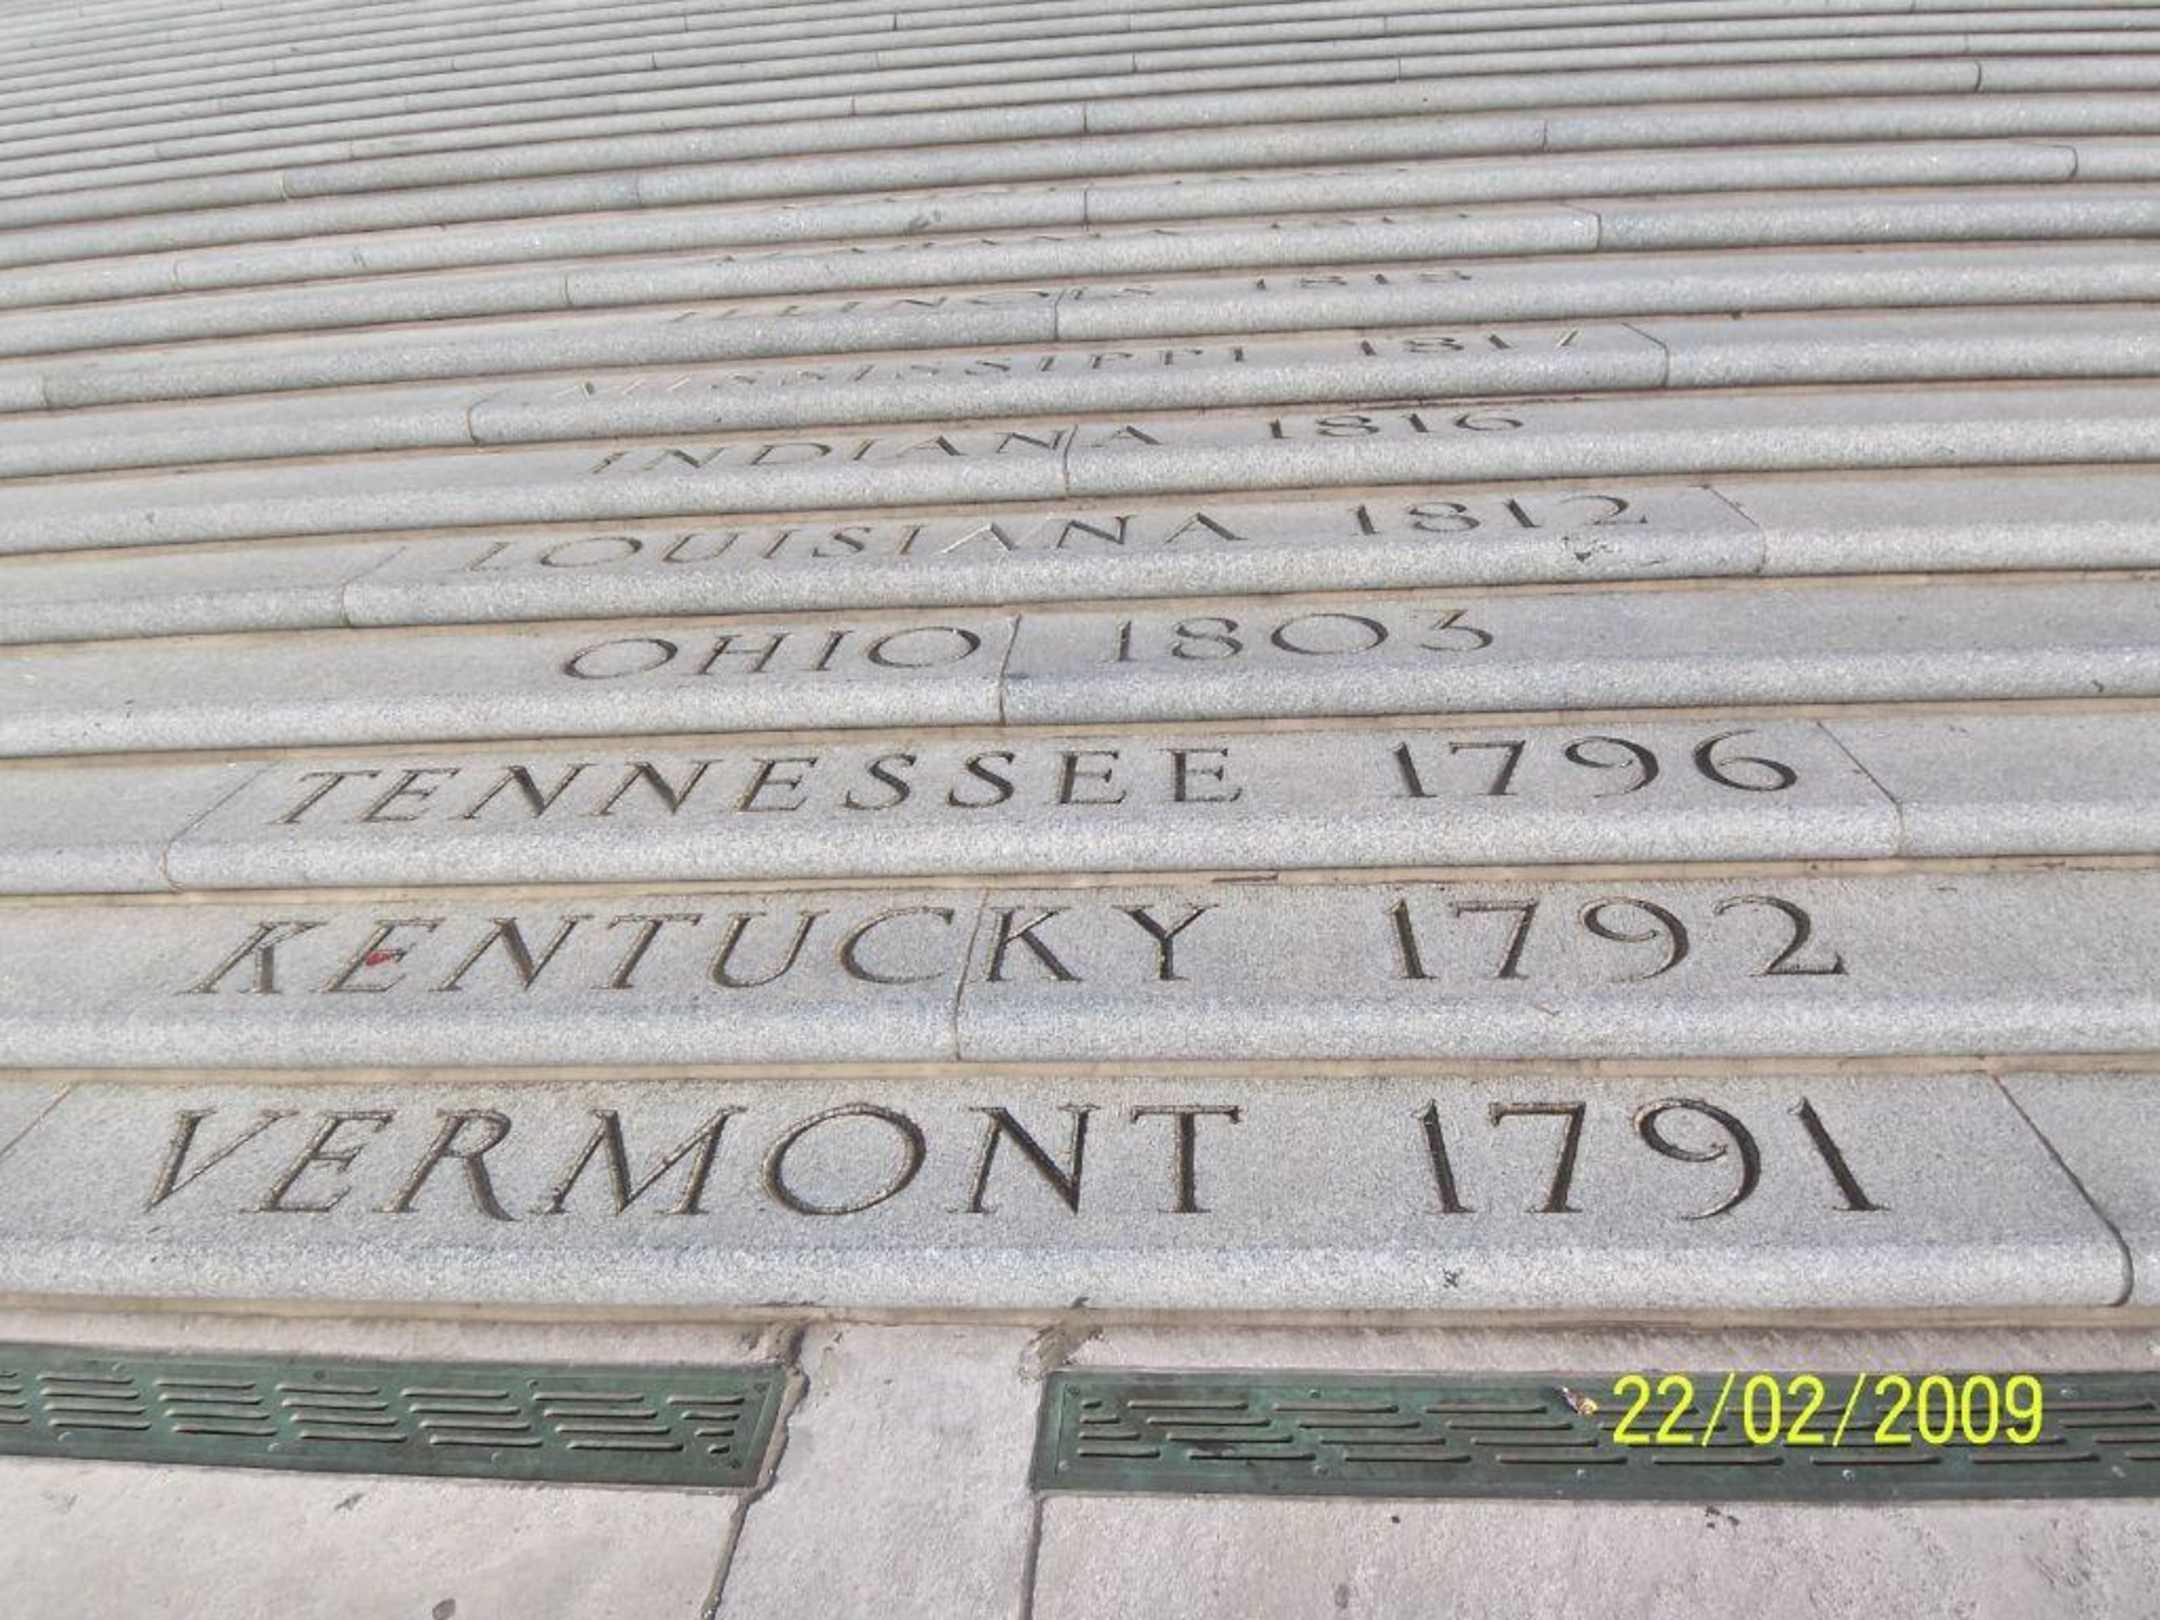 ILLINOIS 1818
MISSISSIPPI 1817
INDIANA 1816
LOUISIANA 1812
OHIO 1803
TENNESSEE 1796
KENTUCKY 1792
VERMONT 1791
22/02/2009